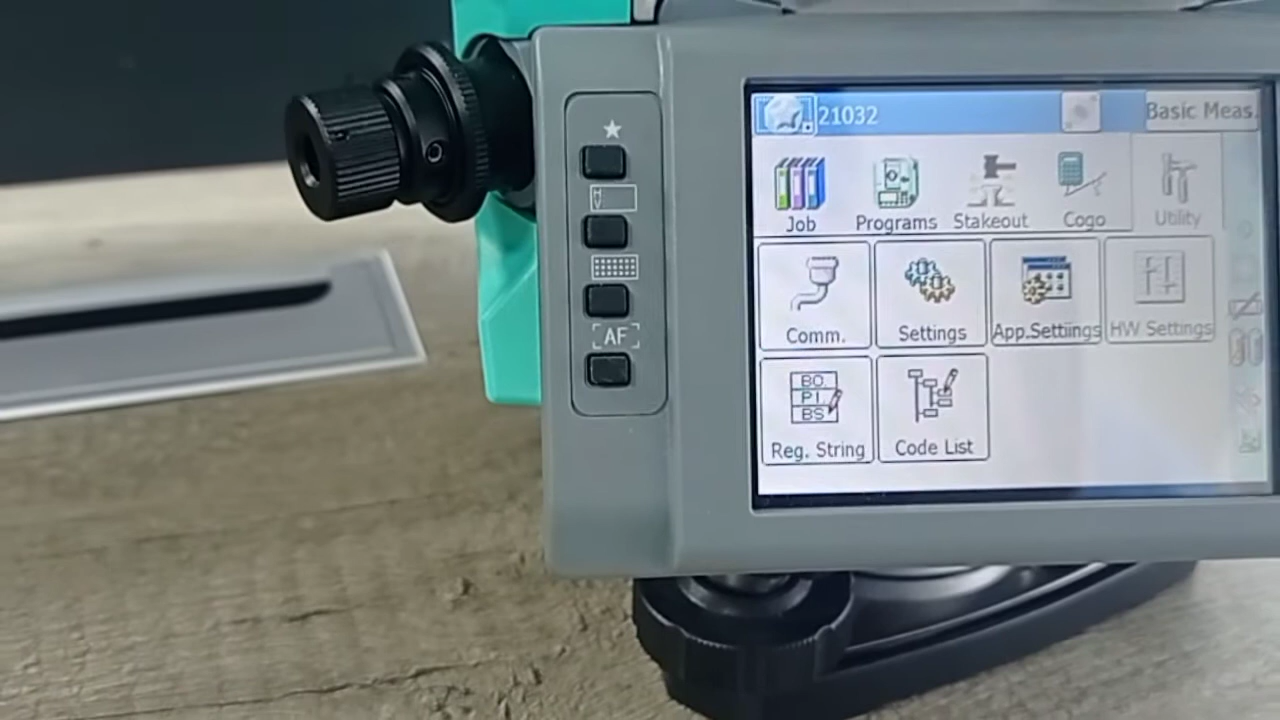 21032
Basic Meas.
Job
Programs
Stakeout
Cogo
Utility
Comm.
Settings
App.Settiings
HW Settings
BO
PI
BS
Reg. String
Code List
AF